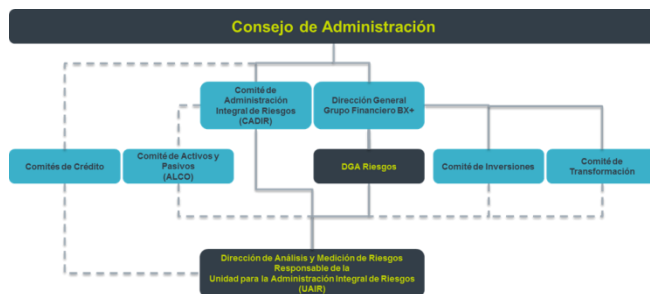 Consejo de Administración
Comité de
Administración
Integral de Riesgos
(CADIR)
Dirección General
Grupo Financiero BX+
Comités de Crédito
Comité de Activos y
Pasivos
(ALCO)
DGA Riesgos
Comité de Inversiones
Comité de
Transformación
Dirección de Análisis y Medición de Riesgos
Responsable de la
Unidad para la Administración Integral de Riesgos
(UAIR)